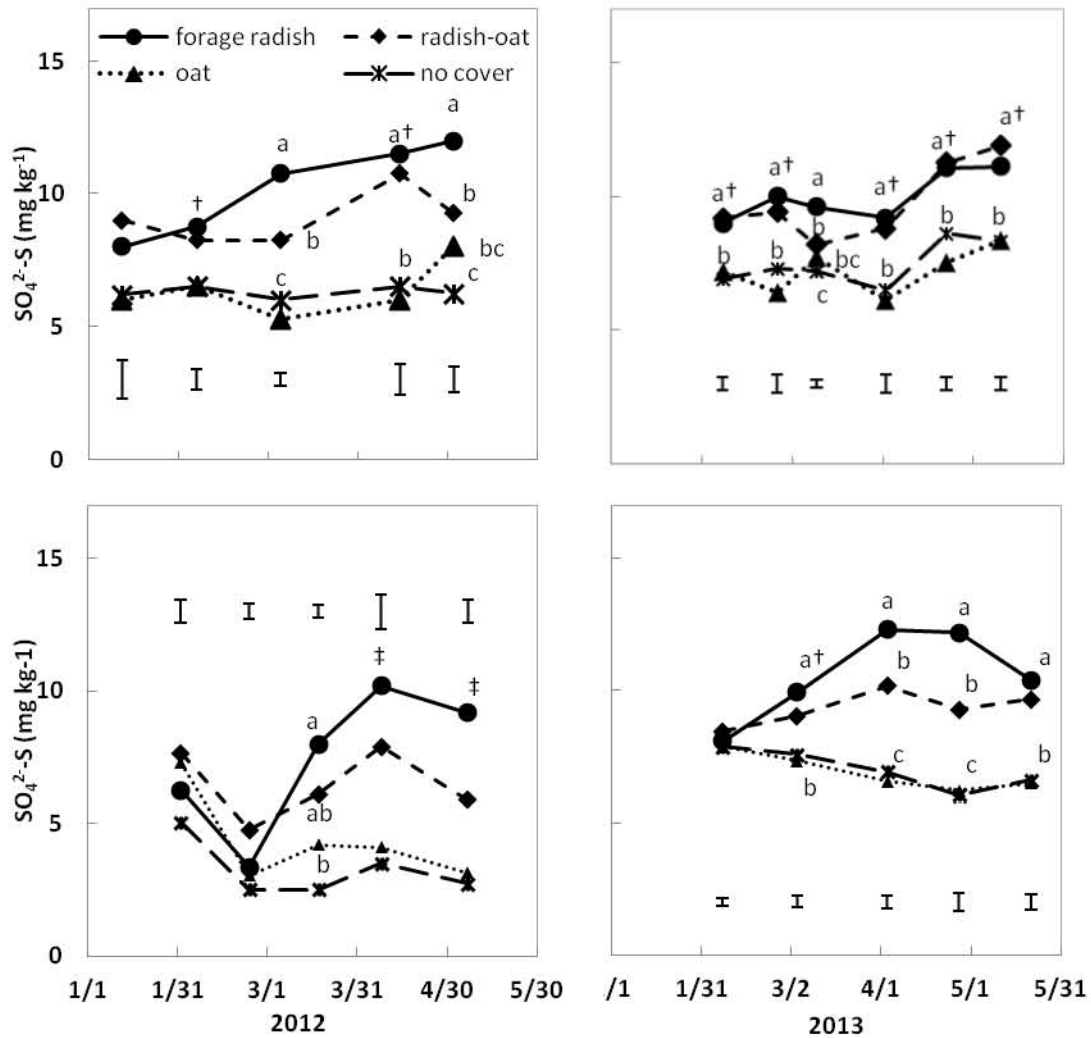 forage radish
radish-oat
oat
no cover
15
10
5
0
SO₄²⁻-S (mg kg⁻¹)
†
a
a†
a
b
c
b
b
bc
c
a†
a†
a
a†
a†
a†
b
b
b
bc
c
b
b
b
15
10
5
0
SO₄²⁻-S (mg kg-1)
a
‡
‡
ab
b
a†
a
a
a
b
b
b
c
c
b
1/1
1/31
3/1
3/31
4/30
5/30
2012
/1
1/31
3/2
4/1
5/1
5/31
2013